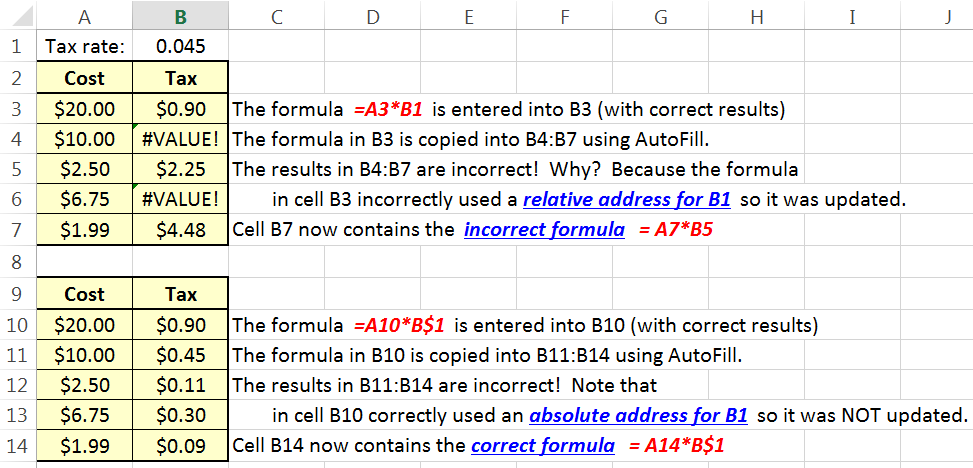 A B C D E F G H I J
1 Tax rate: 0.045
2 Cost Tax
3 $20.00 $0.90 The formula =A3*B1 is entered into B3 (with correct results)
4 $10.00 #VALUE! The formula in B3 is copied into B4:B7 using AutoFill.
5 $2.50 $2.25 The results in B4:B7 are incorrect! Why? Because the formula
6 $6.75 #VALUE! in cell B3 incorrectly used a relative address for B1 so it was updated.
7 $1.99 $4.48 Cell B7 now contains the incorrect formula = A7*B5
8
9 Cost Tax
10 $20.00 $0.90 The formula =A10*B$1 is entered into B10 (with correct results)
11 $10.00 $0.45 The formula in B10 is copied into B11:B14 using AutoFill.
12 $2.50 $0.11 The results in B11:B14 are incorrect! Note that
13 $6.75 $0.30 in cell B10 correctly used an absolute address for B1 so it was NOT updated.
14 $1.99 $0.09 Cell B14 now contains the correct formula = A14*B$1